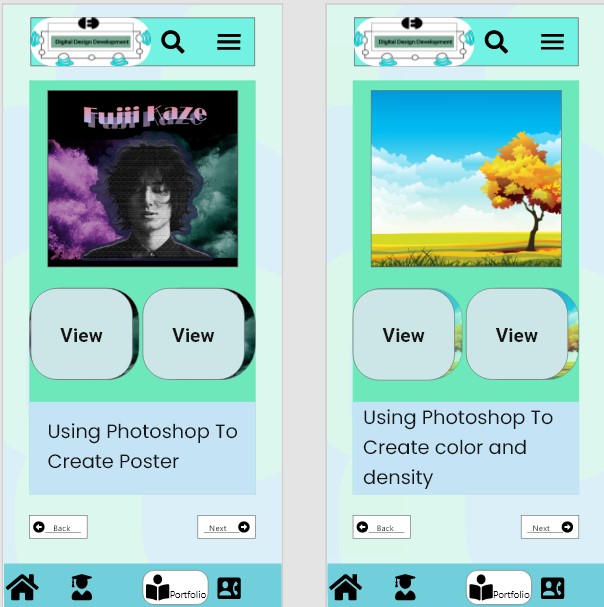 Digital Design Development
Fujii Kaze
View
View
Using Photoshop To
Create Poster
Back
Next
Portfolio
Digital Design Development
View
View
Using Photoshop To
Create color and
density
Back
Next
Portfolio